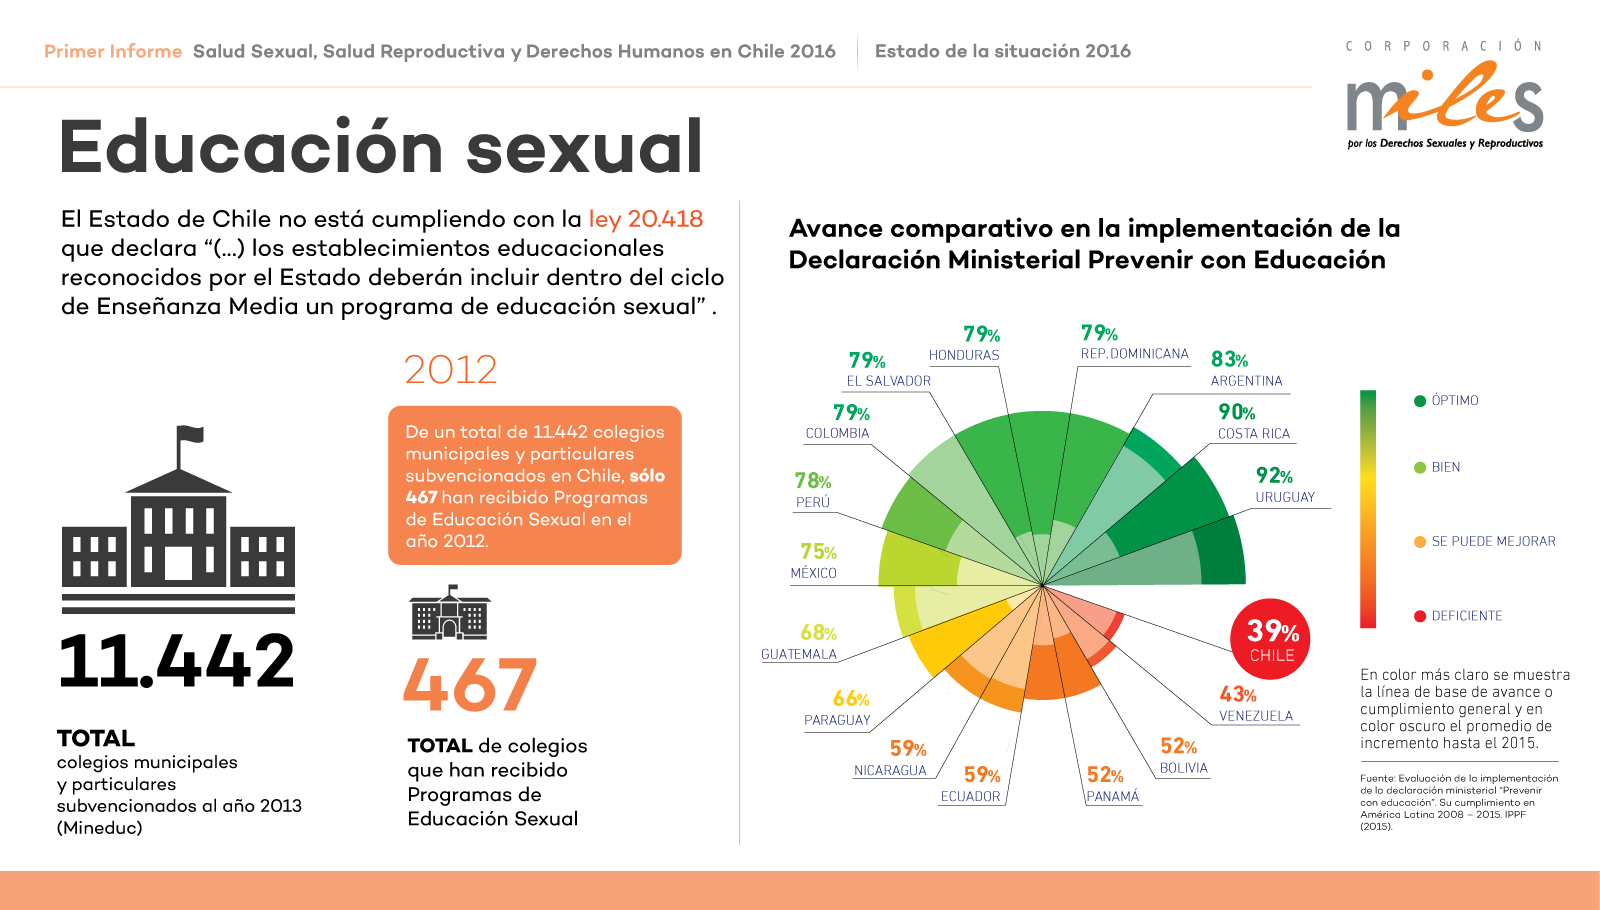 Primer Informe Salud Sexual, Salud Reproductiva y Derechos Humanos en Chile 2016
Estado de la situación 2016
CORPORACIÓN
miles
por los Derechos Sexuales y Reproductivos
Educación sexual
El Estado de Chile no está cumpliendo con la ley 20.418
que declara “(...) los establecimientos educacionales
reconocidos por el Estado deberán incluir dentro del ciclo
de Enseñanza Media un programa de educación sexual” .
2012
De un total de 11.442 colegios
municipales y particulares
subvencionados en Chile, sólo
467 han recibido Programas
de Educación Sexual en el
año 2012.
11.442
TOTAL
colegios municipales
y particulares
subvencionados al año 2013
(Mineduc)
467
TOTAL de colegios
que han recibido
Programas de
Educación Sexual
Avance comparativo en la implementación de la
Declaración Ministerial Prevenir con Educación
79%
HONDURAS
79%
REP. DOMINICANA
79%
EL SALVADOR
83%
ARGENTINA
79%
COLOMBIA
90%
COSTA RICA
78%
PERÚ
92%
URUGUAY
75%
MÉXICO
68%
GUATEMALA
39%
CHILE
66%
PARAGUAY
43%
VENEZUELA
59%
NICARAGUA
52%
BOLIVIA
59%
ECUADOR
52%
PANAMÁ
ÓPTIMO
BIEN
SE PUEDE MEJORAR
DEFICIENTE
En color más claro se muestra
la línea de base de avance o
cumplimiento general y en
color oscuro el promedio de
incremento hasta el 2015.
Fuente: Evaluación de la implementación
de la declaración ministerial “Prevenir
con educación”. Su cumplimiento en
América Latina 2008 – 2015. IPPF
(2015).